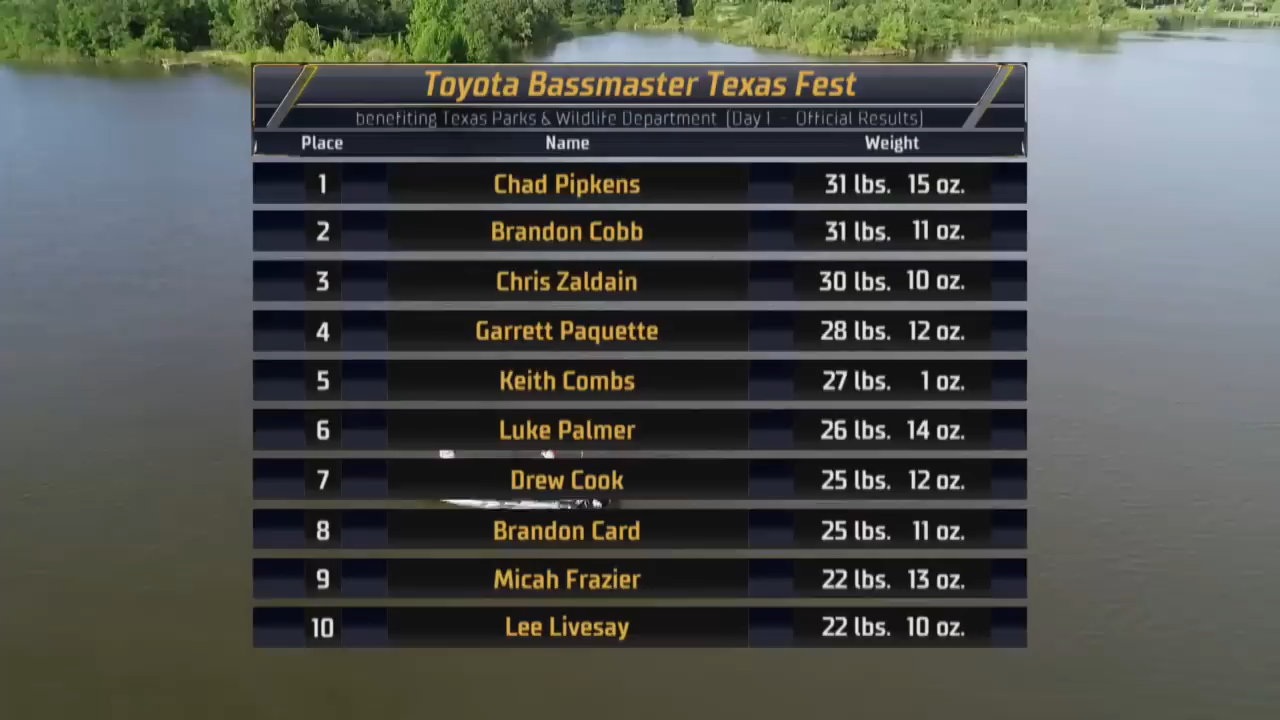 Toyota Bassmaster Texas Fest
benefiting Texas Parks & Wildlife Department (Day 1 - Official Results)
Place Name Weight
1 Chad Pipkens 31 lbs. 15 oz.
2 Brandon Cobb 31 lbs. 11 oz.
3 Chris Zaldain 30 lbs. 10 oz.
4 Garrett Paquette 28 lbs. 12 oz.
5 Keith Combs 27 lbs. 1 oz.
6 Luke Palmer 26 lbs. 14 oz.
7 Drew Cook 25 lbs. 12 oz.
8 Brandon Card 25 lbs. 11 oz.
9 Micah Frazier 22 lbs. 13 oz.
10 Lee Livesay 22 lbs. 10 oz.